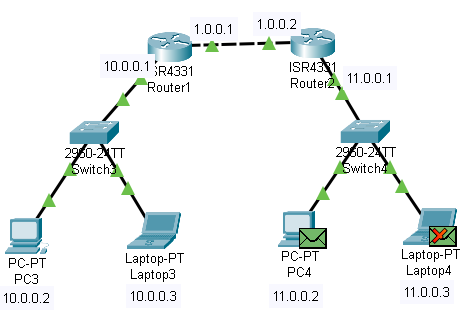 1.0.0.1
1.0.0.2
10.0.0.1
ISR4331
Router1
ISR4331
Router2
11.0.0.1
2960-24TT
Switch3
2960-24TT
Switch4
PC-PT
PC3
10.0.0.2
Laptop-PT
Laptop3
10.0.0.3
PC-PT
PC4
11.0.0.2
Laptop-PT
Laptop4
11.0.0.3